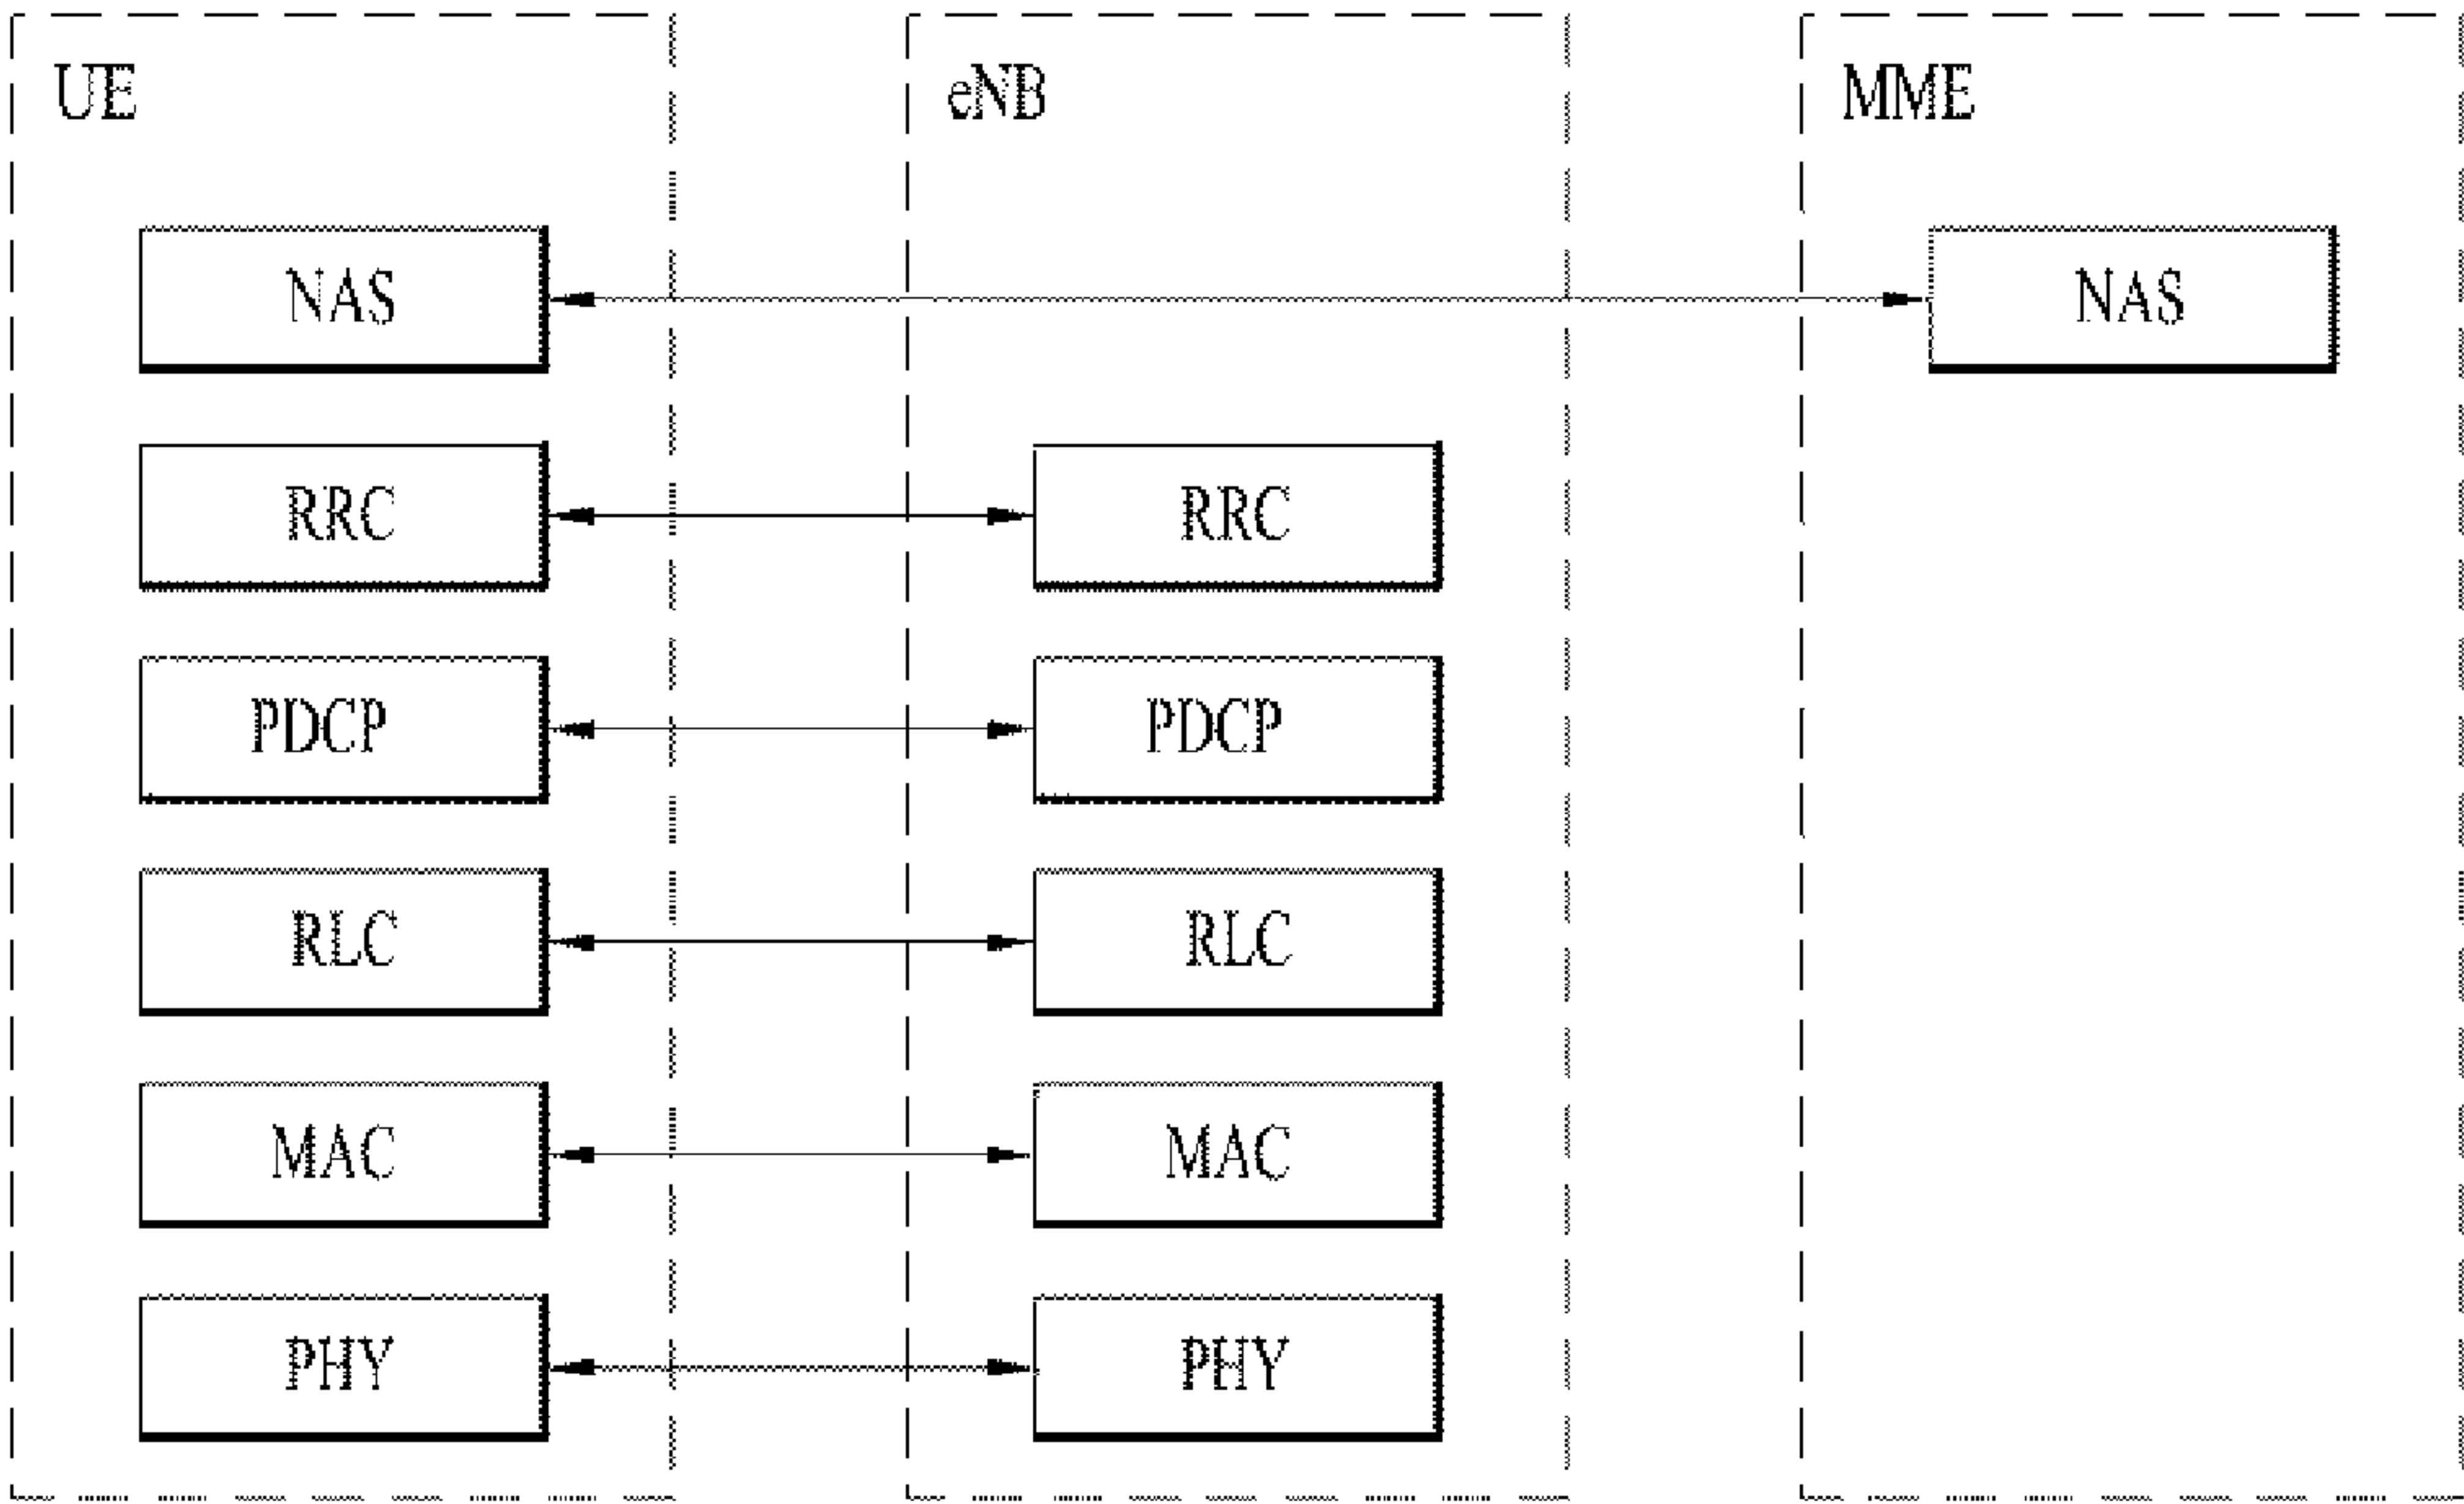 UE eNB MME
NAS NAS
RRC RRC
PDCP PDCP
RLC RLC
MAC MAC
PHY PHY